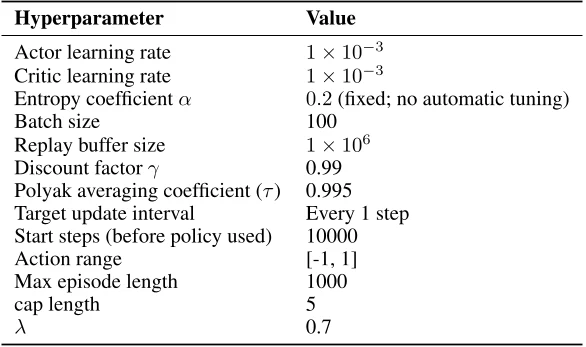 Hyperparameter Value
Actor learning rate 1 × 10⁻³
Critic learning rate 1 × 10⁻³
Entropy coefficient α 0.2 (fixed; no automatic tuning)
Batch size 100
Replay buffer size 1 × 10⁶
Discount factor γ 0.99
Polyak averaging coefficient (τ) 0.995
Target update interval Every 1 step
Start steps (before policy used) 10000
Action range [-1, 1]
Max episode length 1000
cap length 5
λ 0.7